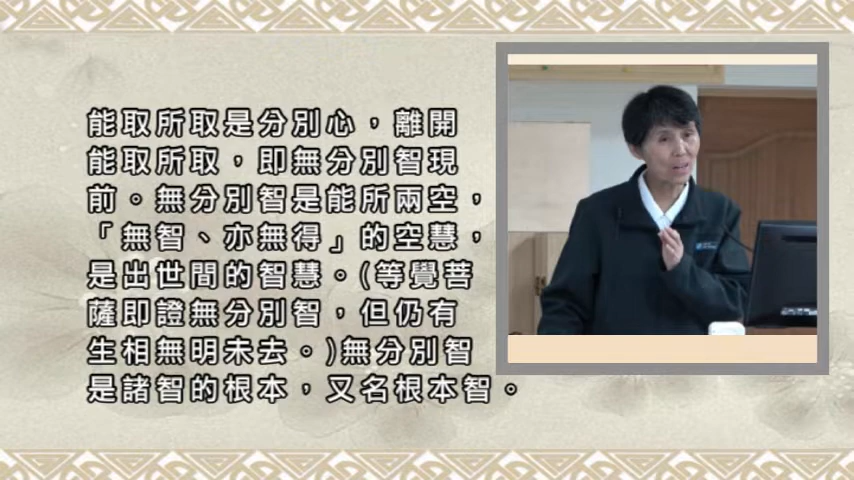 能取所取是分別心，離開
能取所取，即無分別智現
前。無分別智是能所兩空，
「無智、亦無得」的空慧，
是出世間的智慧。(等覺菩
薩即證無分別智，但仍有
生相無明未去。)無分別智
是諸智的根本，又名根本智。